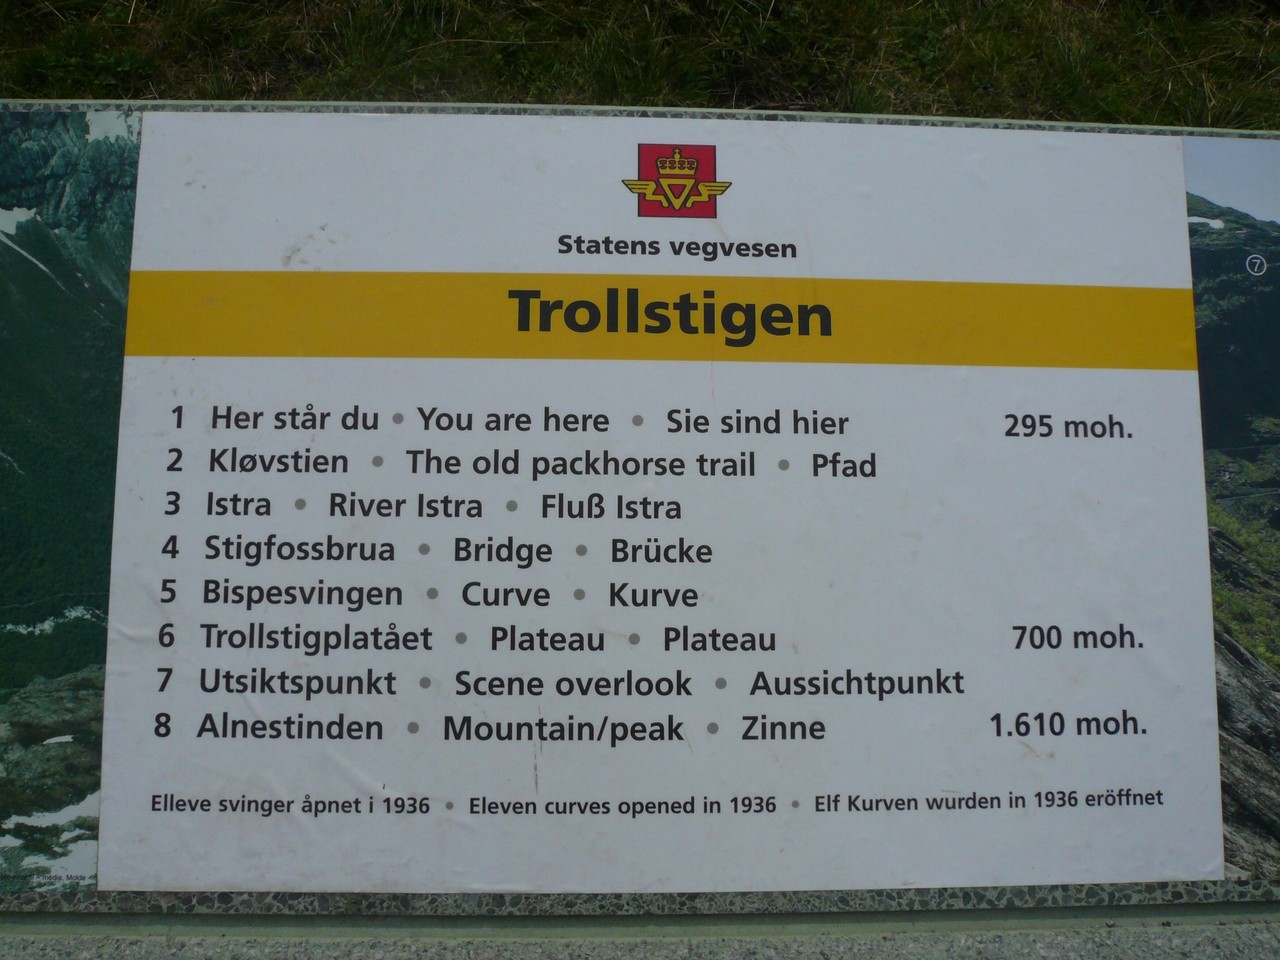 Statens vegvesen
Trollstigen
1 Her står du • You are here • Sie sind hier 295 moh.
2 Kløvstien • The old packhorse trail • Pfad
3 Istra • River Istra • Fluß Istra
4 Stigfossbrua • Bridge • Brücke
5 Bispesvingen • Curve • Kurve
6 Trollstigplatået • Plateau • Plateau 700 moh.
7 Utsiktspunkt • Scene overlook • Aussichtpunkt
8 Alnestinden • Mountain/peak • Zinne 1.610 moh.
Elleve svinger åpnet i 1936 • Eleven curves opened in 1936 • Elf Kurven wurden in 1936 eröffnet
7
media, Molde